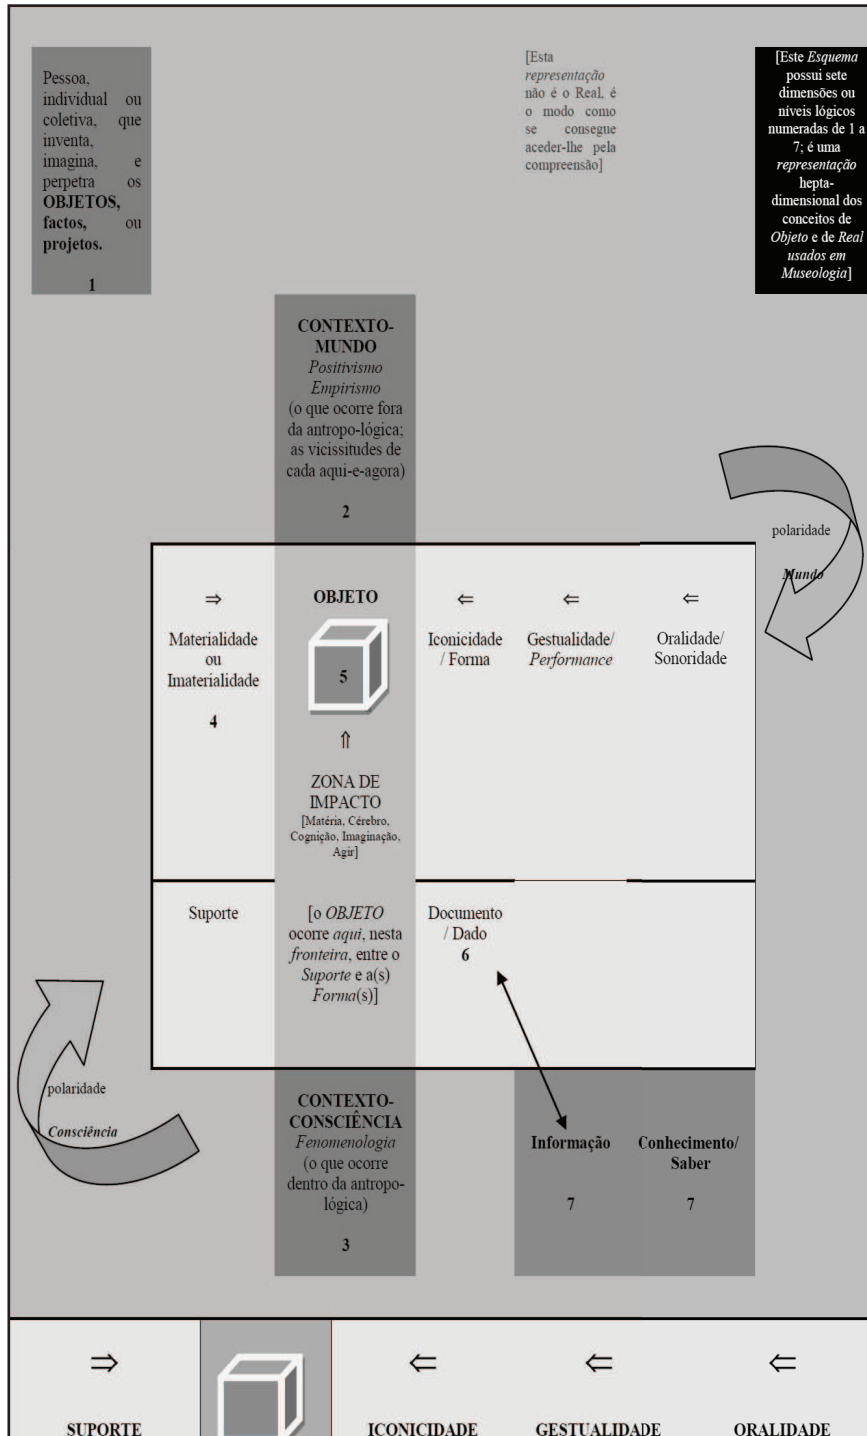 Pessoa,
individual ou
coletiva, que
inventa,
imagina, e
perpetra os
OBJETOS,
factos, ou
projetos.
1
[Esta
representação
não é o Real, é
o modo como
se consegue
aceder-lhe pela
compreensão]
[Este Esquema
possui sete
dimensões ou
níveis lógicos
numeradas de 1 a
7; é uma
representação
hepta-
dimensional dos
conceitos de
Objeto e de Real
usados em
Museologia]
CONTEXTO-
MUNDO
Positivismo
Empirismo
(o que ocorre fora
da antropo-lógica;
as vicissitudes de
cada aqui-e-agora)
2
polaridade
Mundo
⇒
Materialidade
ou
Imaterialidade
4
OBJETO
5
⇑
ZONA DE
IMPACTO
[Matéria, Cérebro,
Cognição, Imaginação,
Agir]
⇐
Iconicidade
/ Forma
⇐
Gestualidade/
Performance
⇐
Oralidade/
Sonoridade
Suporte
[o OBJETO
ocorre aqui, nesta
fronteira, entre o
Suporte e a(s)
Forma(s)]
Documento
/ Dado
6
polaridade
Consciência
CONTEXTO-
CONSCIÊNCIA
Fenomenologia
(o que ocorre
dentro da antropo-
lógica)
3
Informação
7
Conhecimento/
Saber
7
⇒ ⇐ ⇐ ⇐
SUPORTE ICONICIDADE GESTUALIDADE ORALIDADE